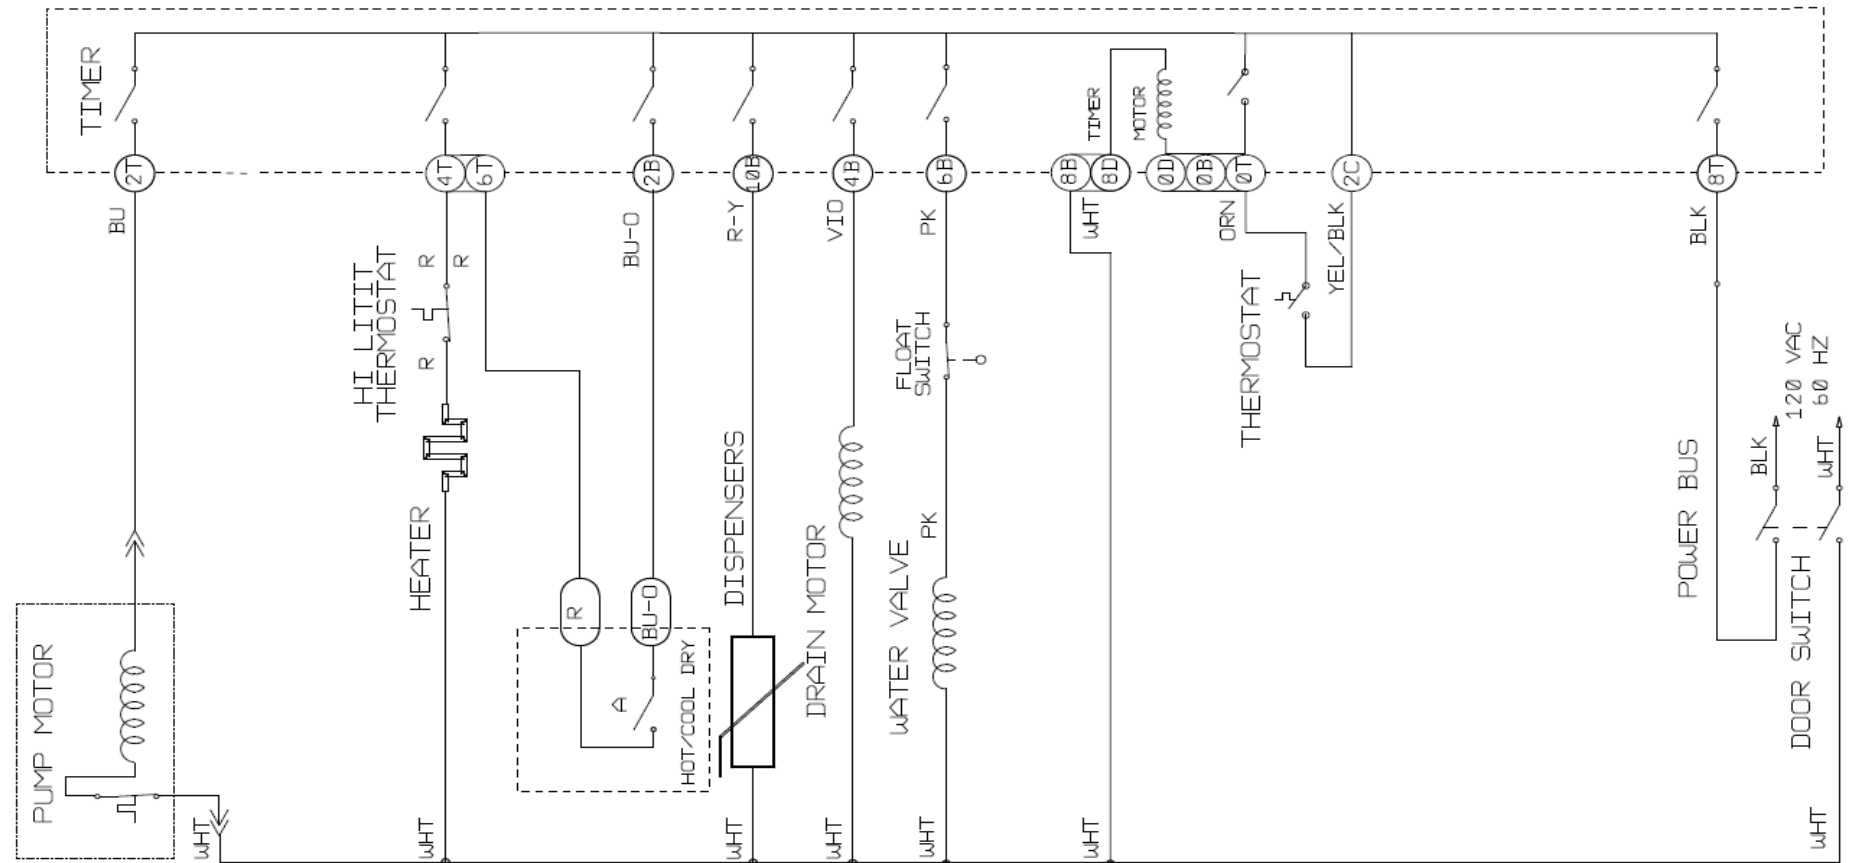 TIMER
2T
4T
6T
2B
10B
4B
6B
8B
8D
TIMER
MOTOR
0D
0B
0T
2C
8T
BU
HI LITIT
THERMOSTAT
R
R
R
BU-O
R-Y
VIO
PK
WHT
ORN
YEL/BLK
BLK
FLOAT
SWITCH
THERMOSTAT
120 VAC
60 HZ
HEATER
DISPENSERS
PK
POWER BUS
BLK
WHT
PUMP MOTOR
R
BU-O
A
HOT/COOL DRY
DRAIN MOTOR
WATER VALVE
DOOR SWITCH
WHT
WHT
WHT
WHT
WHT
WHT
WHT